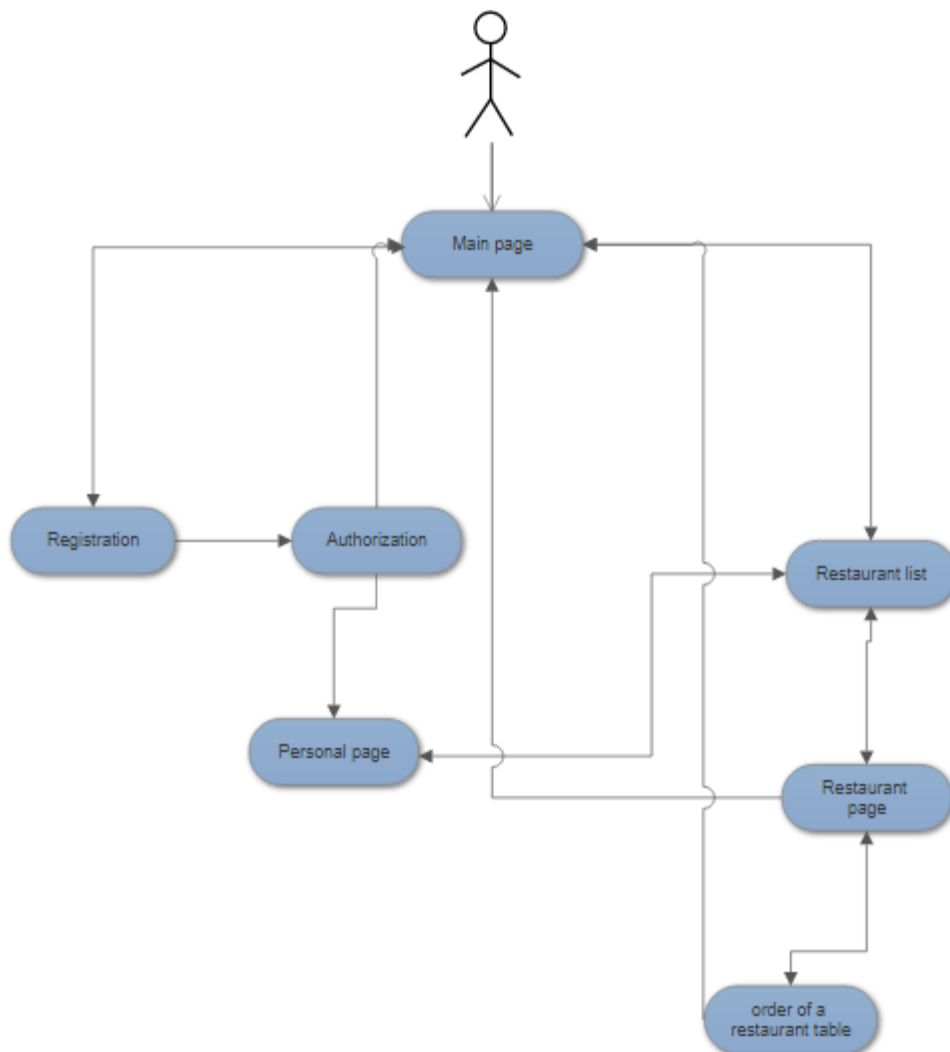 Main page
Registration
Authorization
Restaurant list
Personal page
Restaurant
page
order of a
restaurant table